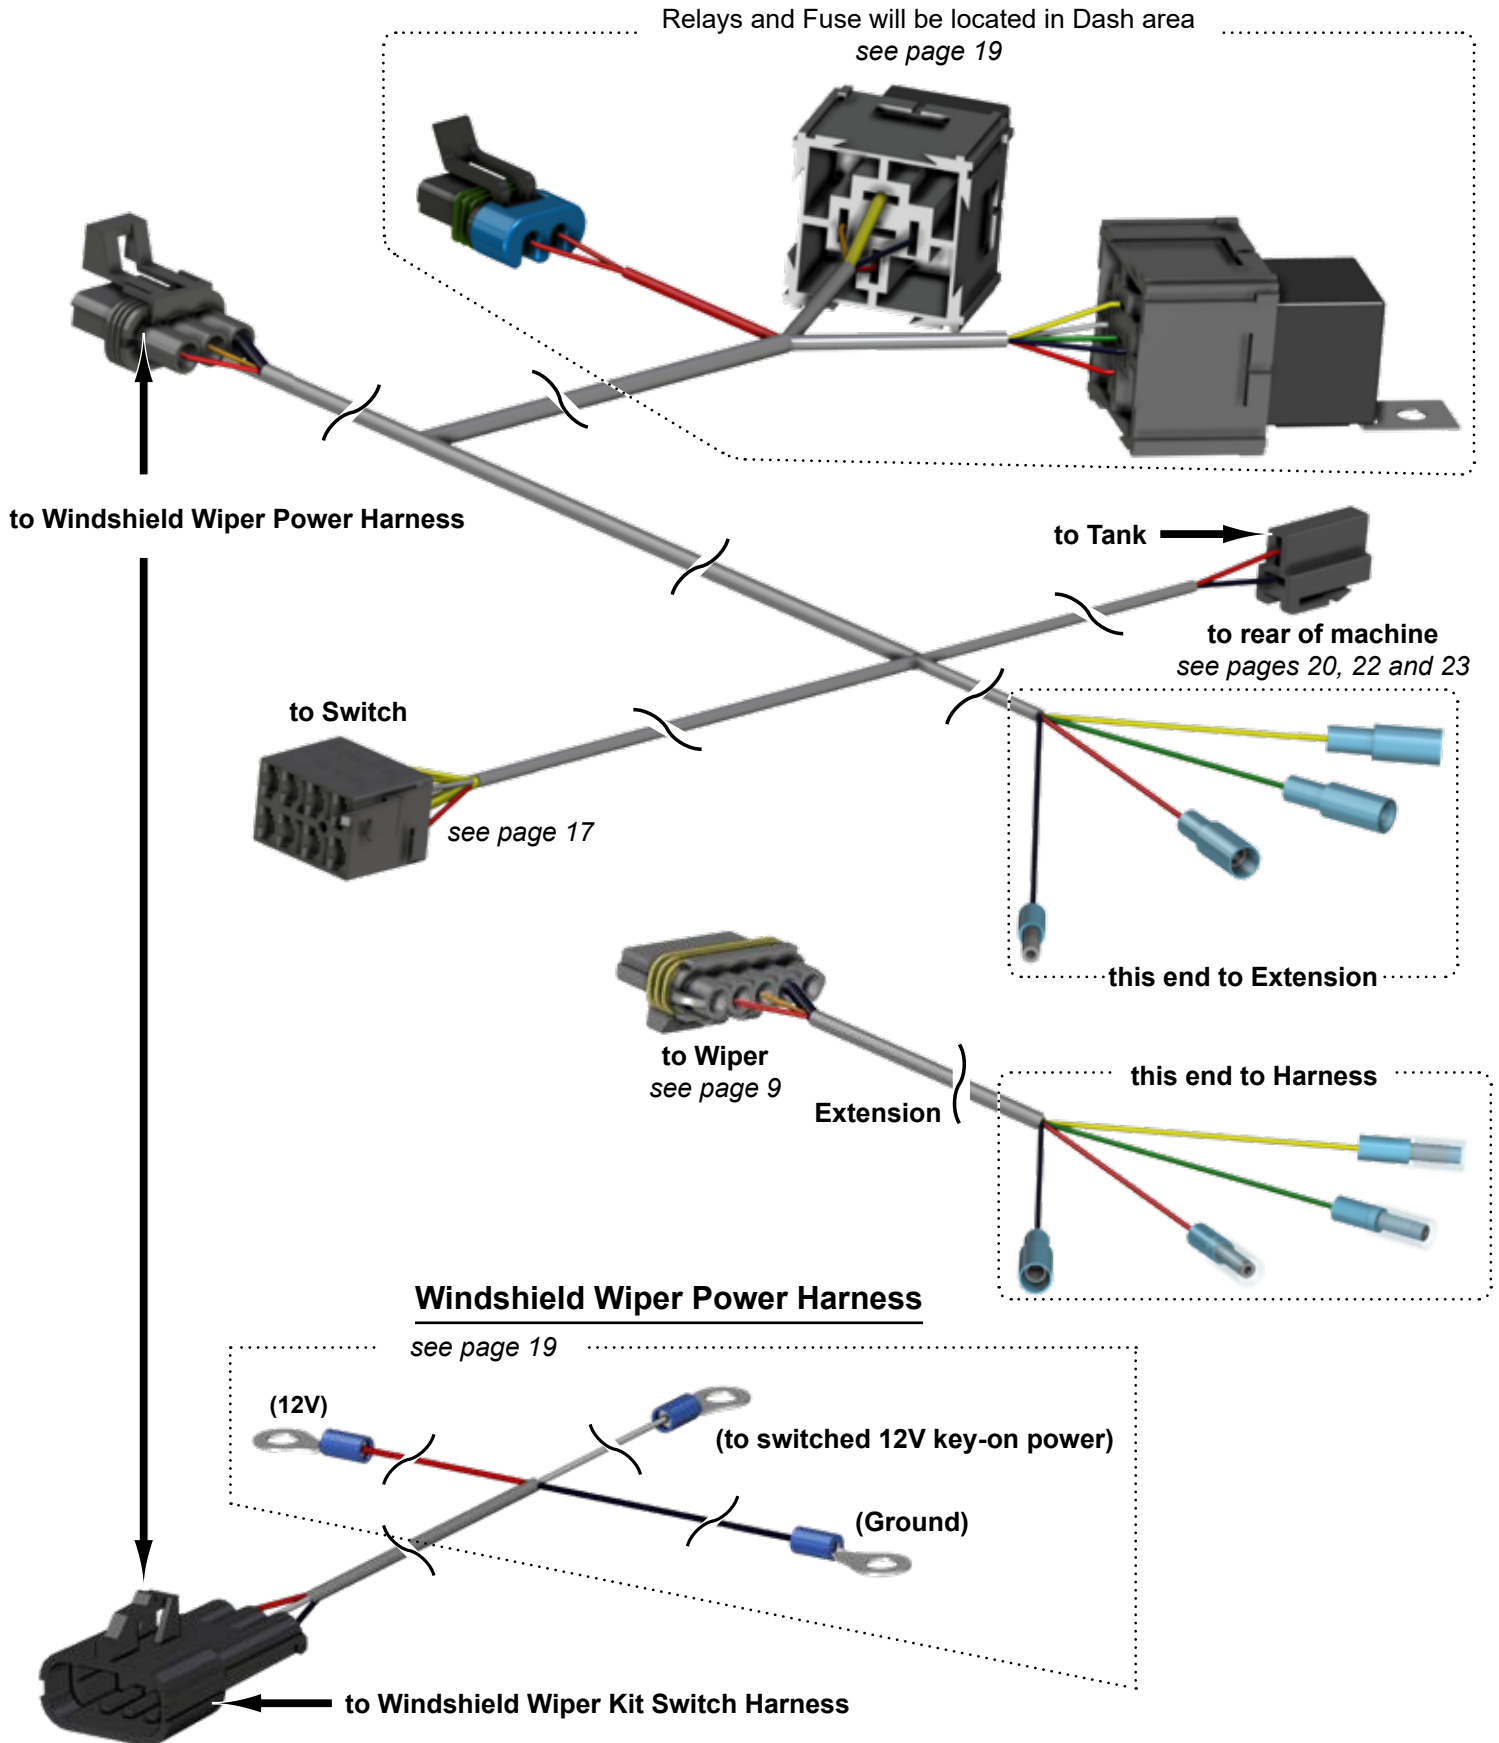 Relays and Fuse will be located in Dash area
see page 19
to Windshield Wiper Power Harness
to Tank
to rear of machine
see pages 20, 22 and 23
to Switch
see page 17
this end to Extension
to Wiper
see page 9
Extension
this end to Harness
Windshield Wiper Power Harness
see page 19
(12V)
(to switched 12V key-on power)
(Ground)
to Windshield Wiper Kit Switch Harness